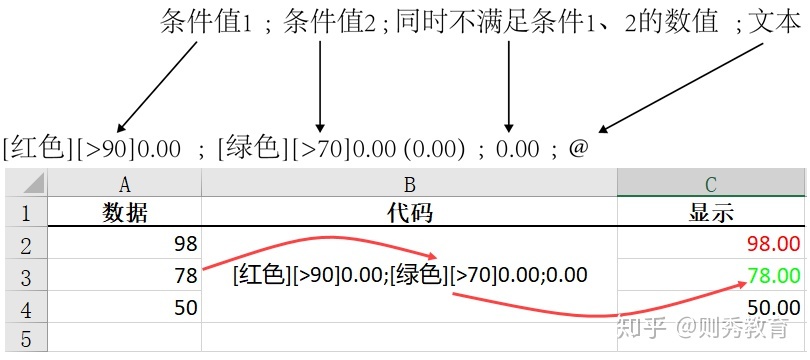 条件值1 ; 条件值2 ; 同时不满足条件1、2的数值 ; 文本
[红色][>90]0.00 ; [绿色][>70]0.00 (0.00) ; 0.00 ; @
A B C
1 数据 代码 显示
2 98 98.00
3 78 [红色][>90]0.00;[绿色][>70]0.00;0.00 78.00
4 50 50.00
5
知乎 @则秀教育